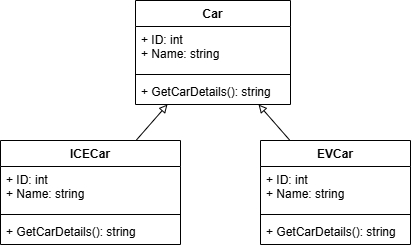 Car
+ ID: int
+ Name: string
+ GetCarDetails(): string
ICECar
+ ID: int
+ Name: string
+ GetCarDetails(): string
EVCar
+ ID: int
+ Name: string
+ GetCarDetails(): string